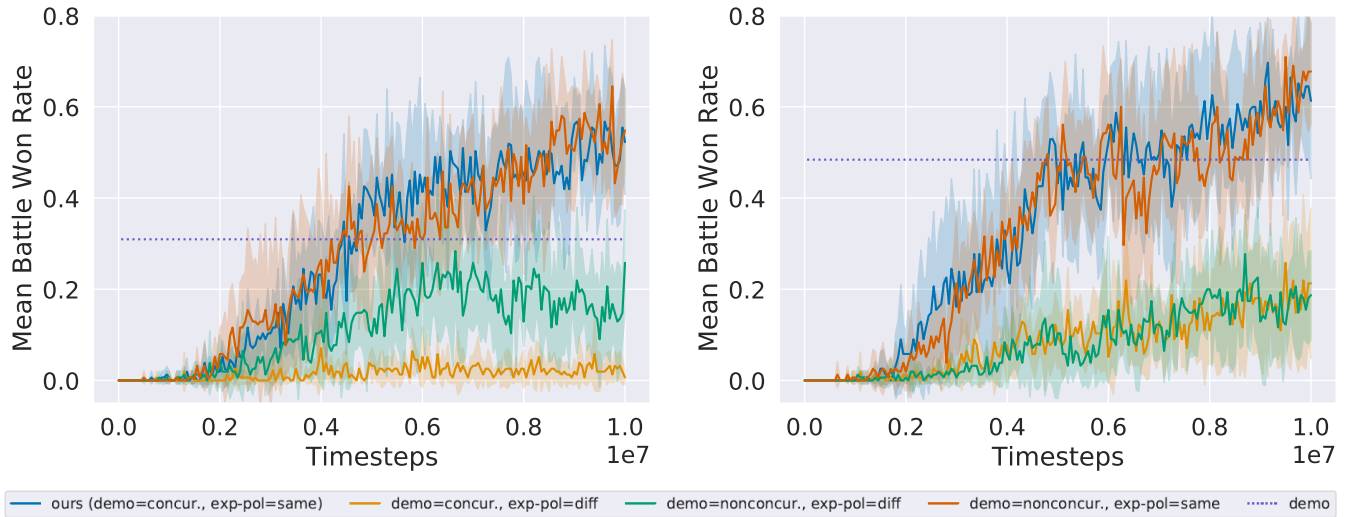 0.8
0.6
0.4
0.2
0.0
Mean Battle Won Rate
0.0 0.2 0.4 0.6 0.8 1.0
Timesteps
1e7
0.8
0.6
0.4
0.2
0.0
Mean Battle Won Rate
0.0 0.2 0.4 0.6 0.8 1.0
Timesteps
1e7
ours (demo=concur., exp-pol=same) demo=concur., exp-pol=diff demo=nonconcur., exp-pol=diff demo=nonconcur., exp-pol=same demo